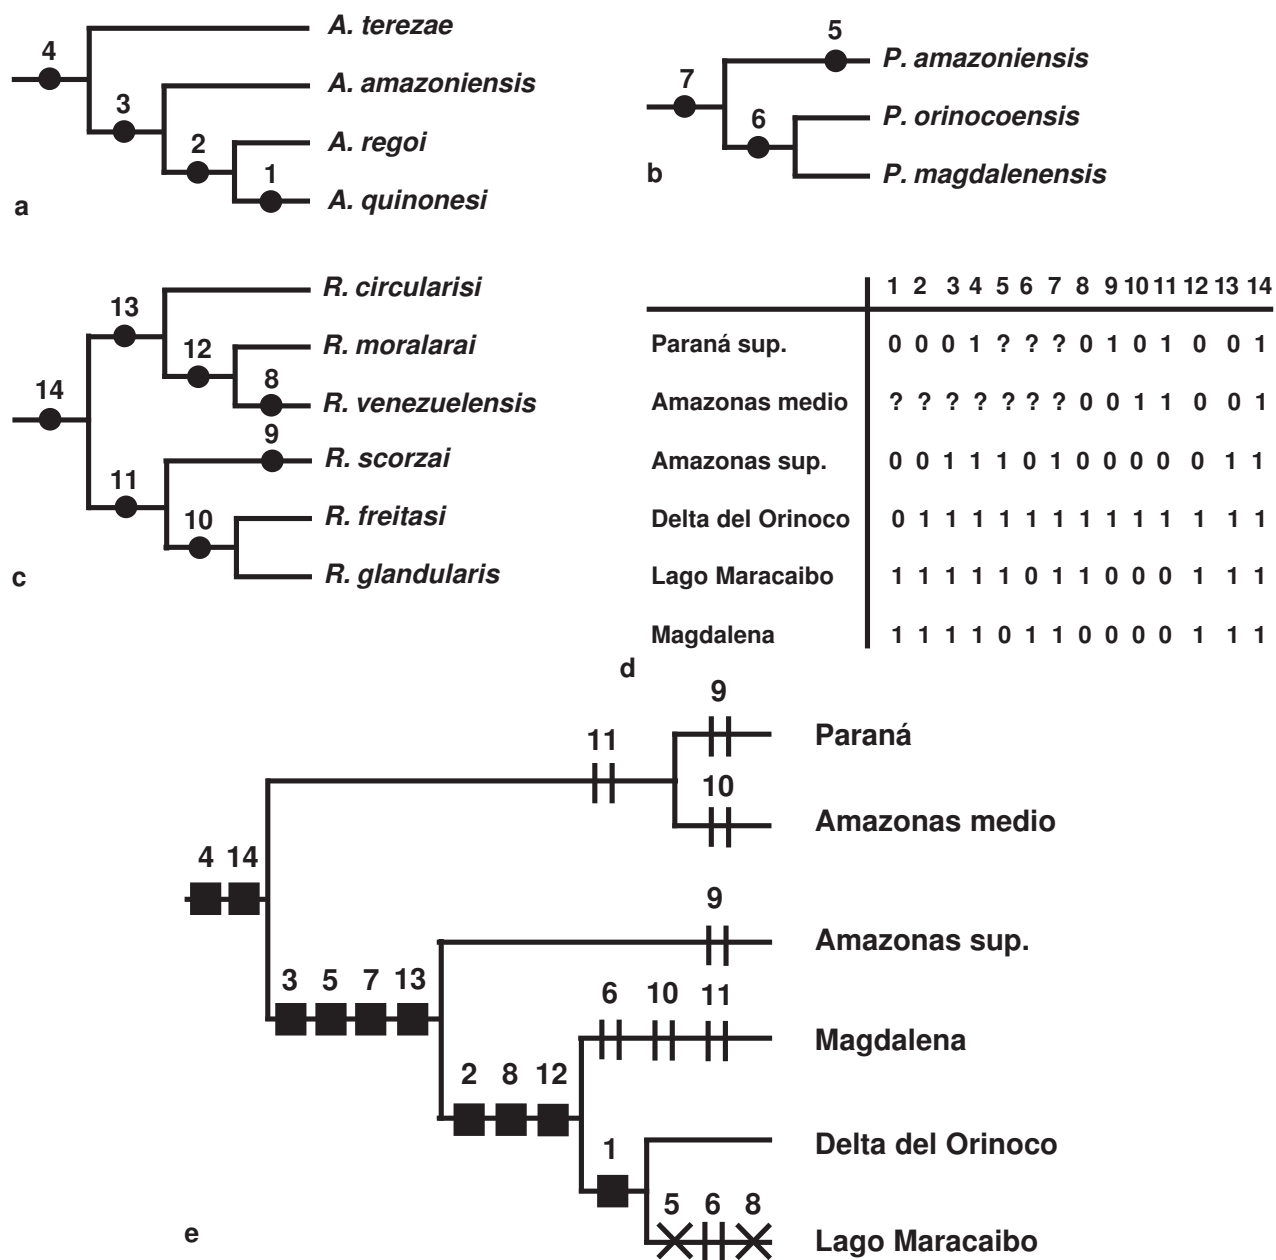 4
A. terezae
3
A. amazoniensis
2
A. regoi
1
A. quinonesi
a
5
P. amazoniensis
7
P. orinocoensis
6
P. magdalenensis
b
R. circularisi
13
R. moralarai
12
8
R. venezuelensis
14
9
R. scorzai
11
R. freitasi
10
R. glandularis
c
1 2 3 4 5 6 7 8 9 10 11 12 13 14
Paraná sup. 0 0 0 1 ? ? ? 0 1 0 1 0 0 1
Amazonas medio ? ? ? ? ? ? ? 0 0 1 1 0 0 1
Amazonas sup. 0 0 1 1 1 0 1 0 0 0 0 0 1 1
Delta del Orinoco 0 1 1 1 1 1 1 1 1 1 1 1 1 1
Lago Maracaibo 1 1 1 1 1 0 1 1 0 0 0 1 1 1
Magdalena 1 1 1 1 0 1 1 0 0 0 0 1 1 1
d
9
Paraná
11
10
Amazonas medio
4 14
9
Amazonas sup.
3 5 7 13
6 10 11
Magdalena
2 8 12
Delta del Orinoco
1
5 6 8
Lago Maracaibo
e